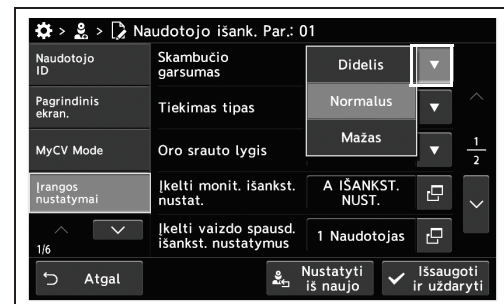 > > Naudotojo išank. Par.: 01
Naudotojo
ID
Skambučio
garsumas
Didelis
Pagrindinis
ekran.
Tiekimas tipas
Normalus
MyCV Mode
Oro srauto lygis
Mažas
1
2
Įrangos
nustatymai
Įkelti monit. išankst.
nustat.
A IŠANKST.
NUST.
1/6
Įkelti vaizdo spausd.
išankst. nustatymus
1 Naudotojas
Atgal
Nustatyti
iš naujo
Išsaugoti
ir uždaryti